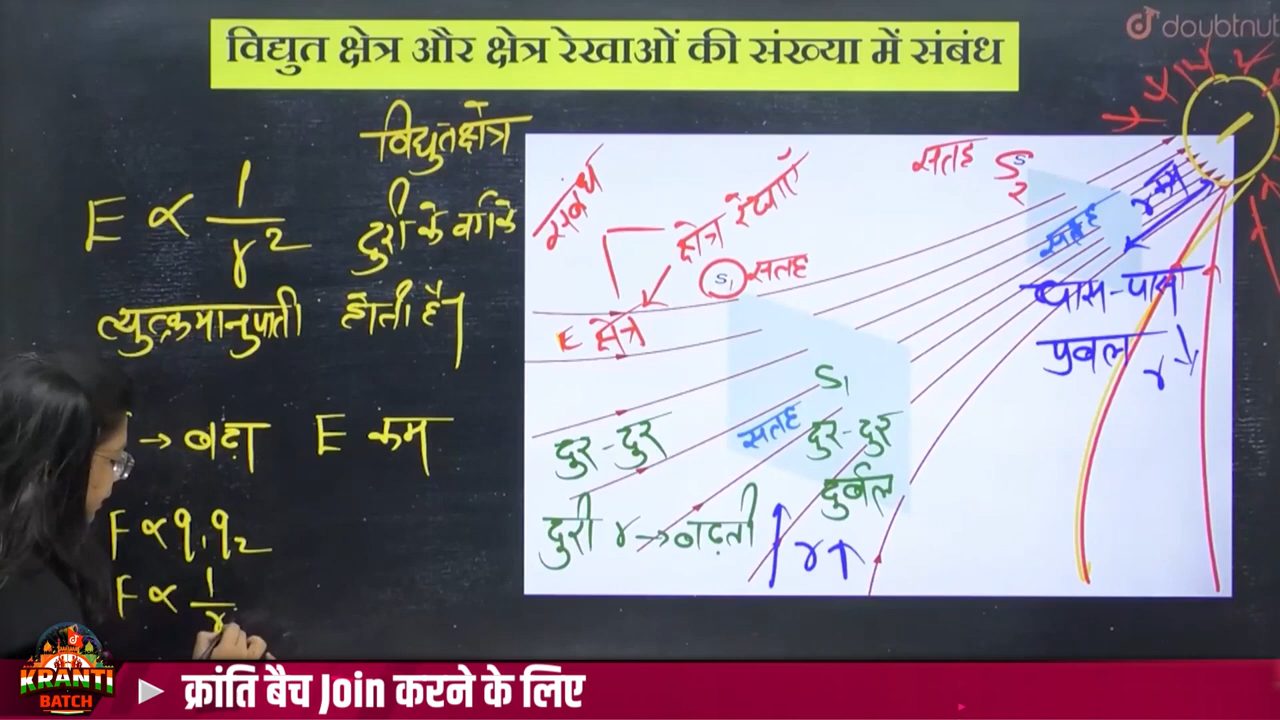 doubtnut
विद्युत क्षेत्र और क्षेत्र रेखाओं की संख्या में संबंध
विद्युतक्षेत्र
E ∝ 1/r² दुरी के वर्ग के
व्युत्क्रमानुपाती होती है।
→ बढ़ा E कम
F ∝ q₁q₂
F ∝ 1/r
संबंध
क्षेत्र रेखाएँ
E क्षेत्र
S₁ सतह
सतह S₂
S
सतह
r कम
पास-पास
प्रबल r↓
S₁
सतह
दुर-दुर
दुर्बल
दुर-दुर
दुरी r → बढ़ती
r↑
KRANTI
BATCH
क्रांति बैच Join करने के लिए